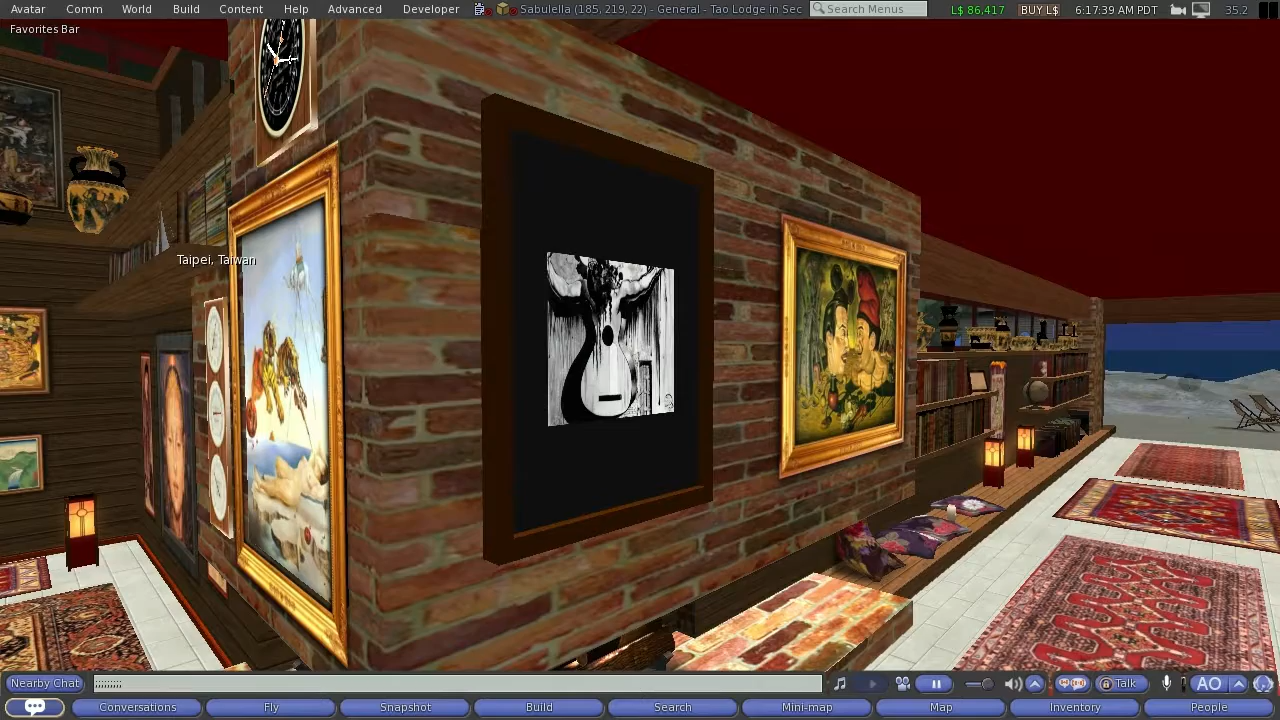 Avatar Comm World Build Content Help Advanced Developer Sabulella (185, 219, 22) - General - Tao Lodge in Sec Search Menus L$ 86,417 BUY L$ 6:17:39 AM PDT 35.2
Favorites Bar
Taipei, Taiwan
Nearby Chat ;;;;;;;; Talk AO
Conversations Fly Snapshot Build Search Mini-map Map Inventory People